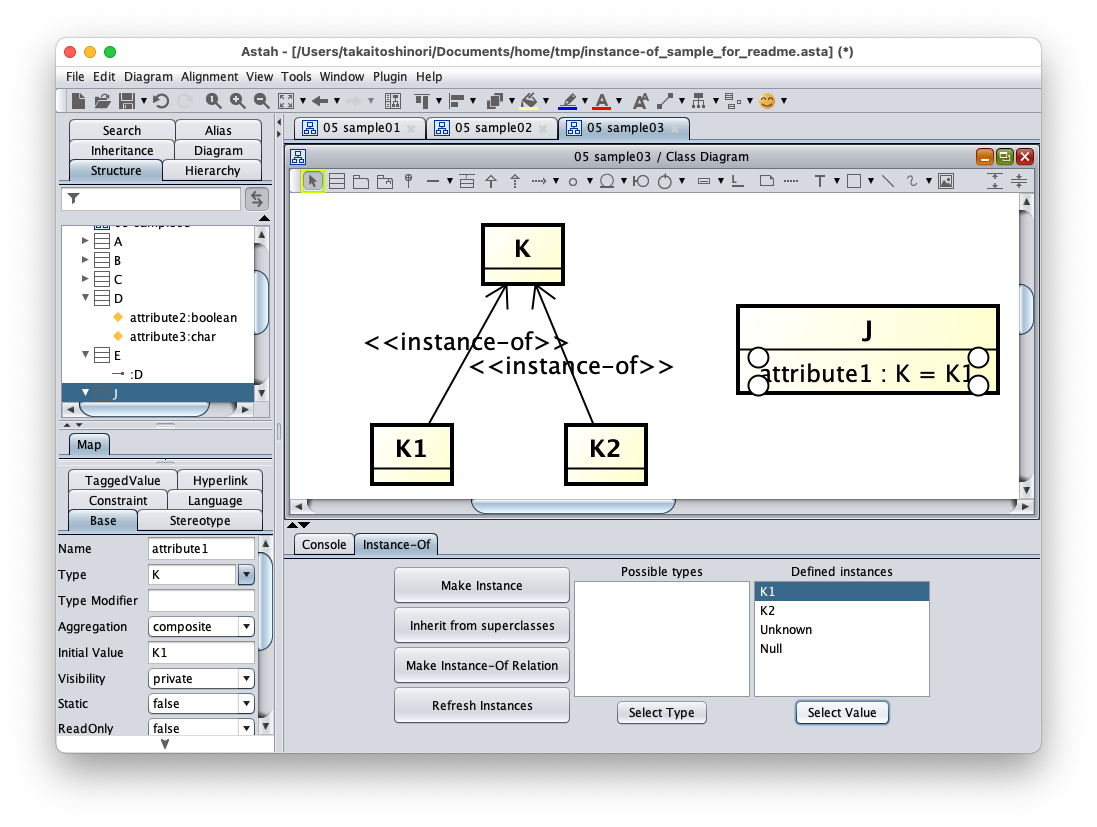 Astah - [/Users/takaitoshinori/Documents/home/tmp/instance-of_sample_for_readme.asta] (*)
File Edit Diagram Alignment View Tools Window Plugin Help
Search Alias
Inheritance Diagram
Structure Hierarchy
A
B
C
D
attribute2:boolean
attribute3:char
E
:D
J
Map
TaggedValue Hyperlink
Constraint Language
Base Stereotype
Name attribute1
Type K
Type Modifier
Aggregation composite
Initial Value K1
Visibility private
Static false
ReadOnly false
05 sample01 05 sample02 05 sample03
05 sample03 / Class Diagram
K
<<instance-of>>
<<instance-of>>
K1 K2
J
attribute1 : K = K1
Console Instance-Of
Make Instance
Inherit from superclasses
Make Instance-Of Relation
Refresh Instances
Possible types
Select Type
Defined instances
K1
K2
Unknown
Null
Select Value